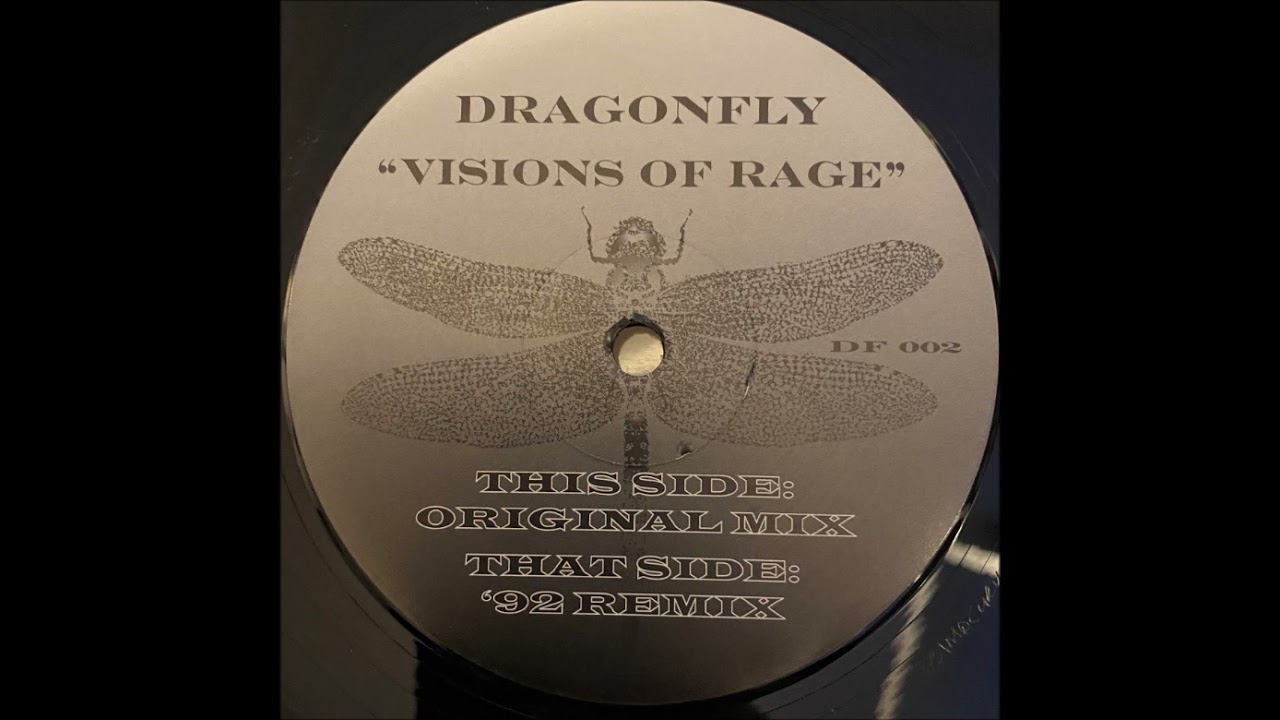 DRAGONFLY
“VISIONS OF RAGE”
DF 002
THIS SIDE:
ORIGINAL MIX
THAT SIDE:
‘92 REMIX